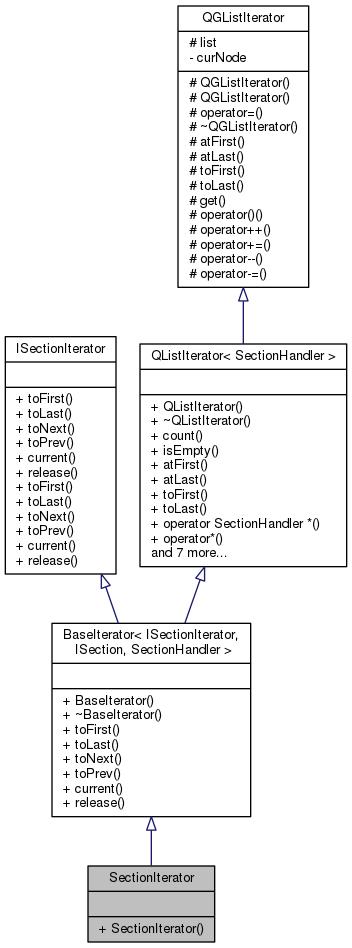 QGListIterator
# list
- curNode
# QGListIterator()
# QGListIterator()
# operator=()
# ~QGListIterator()
# atFirst()
# atLast()
# toFirst()
# toLast()
# get()
# operator()()
# operator++()
# operator+=()
# operator--()
# operator-=()
ISectionIterator
+ toFirst()
+ toLast()
+ toNext()
+ toPrev()
+ current()
+ release()
+ toFirst()
+ toLast()
+ toNext()
+ toPrev()
+ current()
+ release()
QListIterator< SectionHandler >
+ QListIterator()
+ ~QListIterator()
+ count()
+ isEmpty()
+ atFirst()
+ atLast()
+ toFirst()
+ toLast()
+ operator SectionHandler *()
+ operator*()
and 7 more...
BaseIterator< ISectionIterator,
ISection, SectionHandler >
+ BaseIterator()
+ ~BaseIterator()
+ toFirst()
+ toLast()
+ toNext()
+ toPrev()
+ current()
+ release()
SectionIterator
+ SectionIterator()